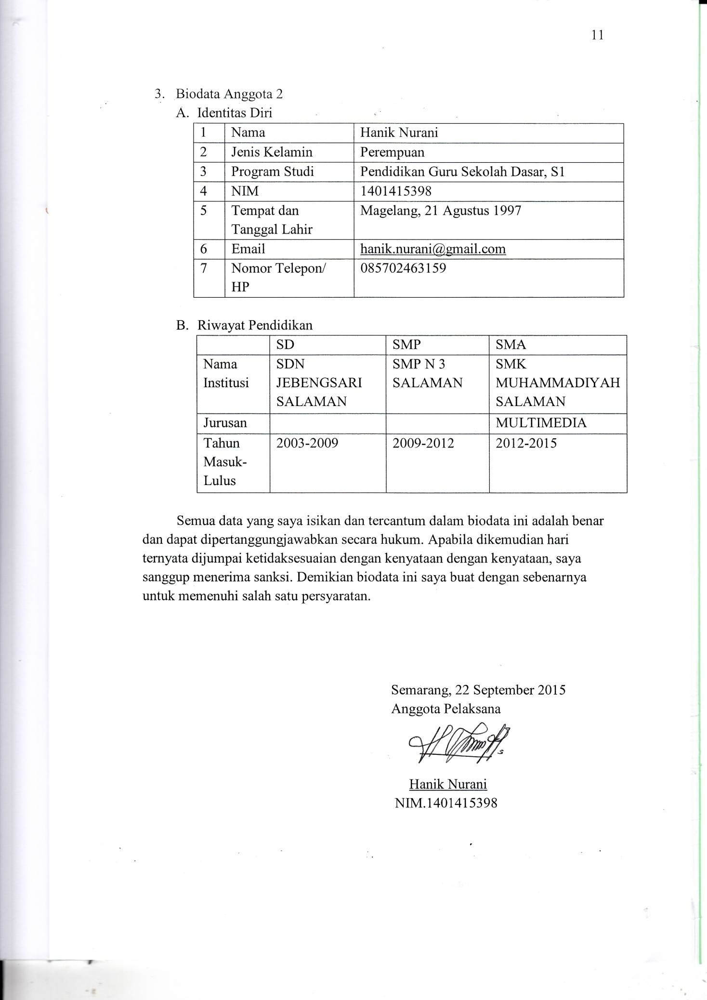 11
3. Biodata Anggota 2
A. Identitas Diri
1 Nama Hanik Nurani
2 Jenis Kelamin Perempuan
3 Program Studi Pendidikan Guru Sekolah Dasar, S1
4 NIM 1401415398
5 Tempat dan Magelang, 21 Agustus 1997
Tanggal Lahir
6 Email hanik.nurani@gmail.com
7 Nomor Telepon/ 085702463159
HP
B. Riwayat Pendidikan
SD SMP SMA
Nama SDN SMP N 3 SMK
Institusi JEBENGSARI SALAMAN MUHAMMADIYAH
SALAMAN SALAMAN
Jurusan MULTIMEDIA
Tahun 2003-2009 2009-2012 2012-2015
Masuk-
Lulus
Semua data yang saya isikan dan tercantum dalam biodata ini adalah benar
dan dapat dipertanggungjawabkan secara hukum. Apabila dikemudian hari
ternyata dijumpai ketidaksesuaian dengan kenyataan dengan kenyataan, saya
sanggup menerima sanksi. Demikian biodata ini saya buat dengan sebenarnya
untuk memenuhi salah satu persyaratan.
Semarang, 22 September 2015
Anggota Pelaksana
Hanik Nurani
NIM.1401415398